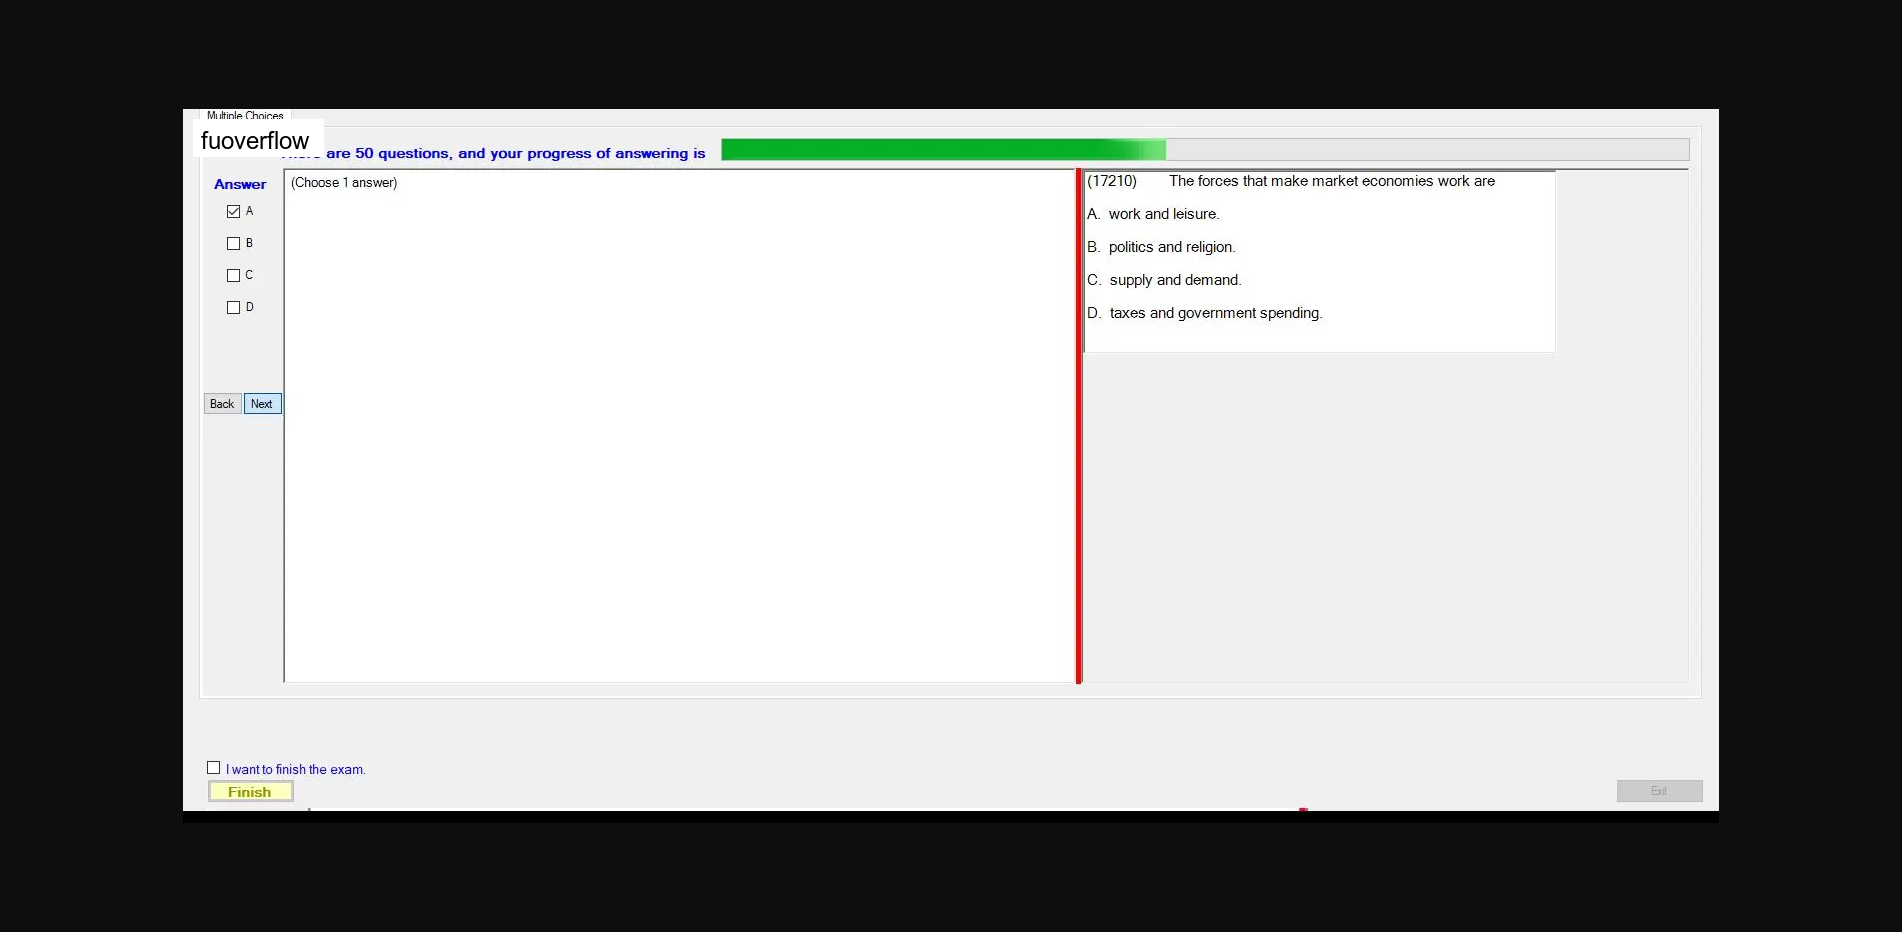 Multiple Choices
fuoverflow
are 50 questions, and your progress of answering is
Answer
(Choose 1 answer)
A
B
C
D
Back Next
(17210) The forces that make market economies work are
A. work and leisure.
B. politics and religion.
C. supply and demand.
D. taxes and government spending.
I want to finish the exam.
Finish
Exit